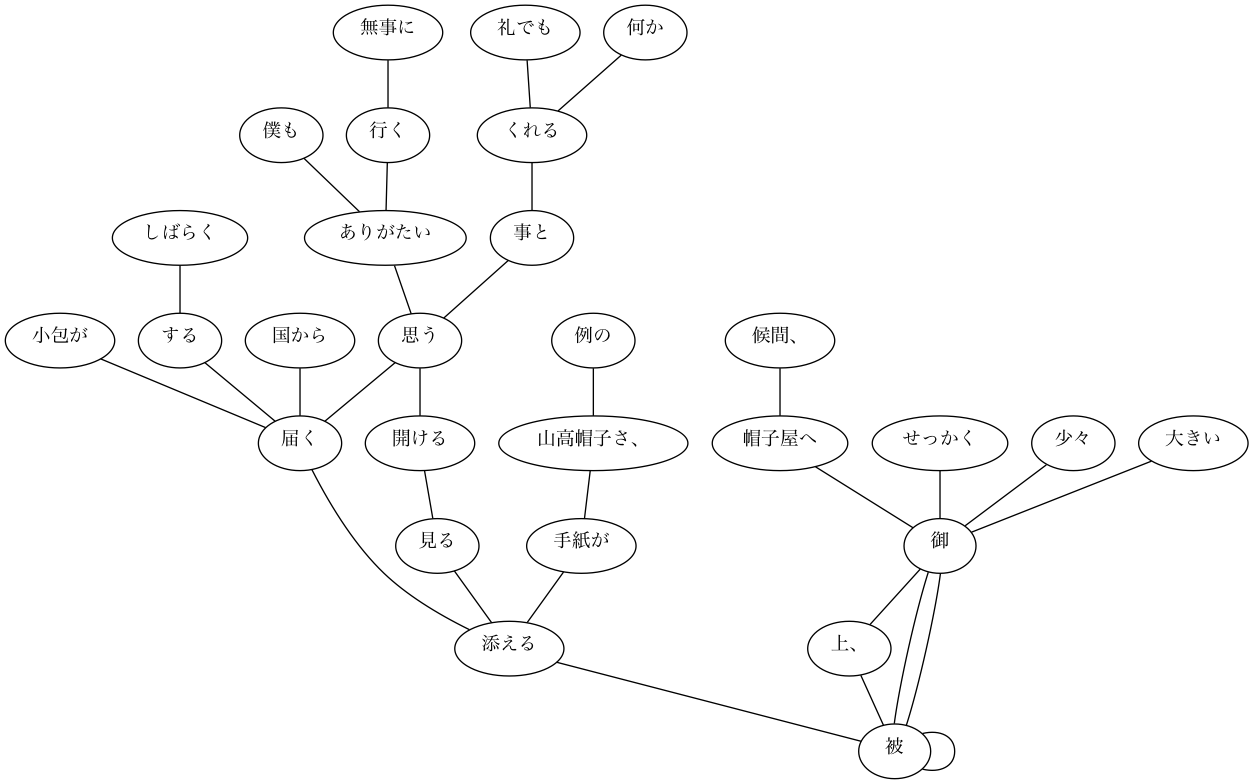 無事に 礼でも 何か
僕も 行く くれる
しばらく ありがたい 事と
小包が する 国から 思う 例の 候間、
届く 開ける 山高帽子さ、 帽子屋へ せっかく 少々 大きい
見る 手紙が 御
添える 上、
被